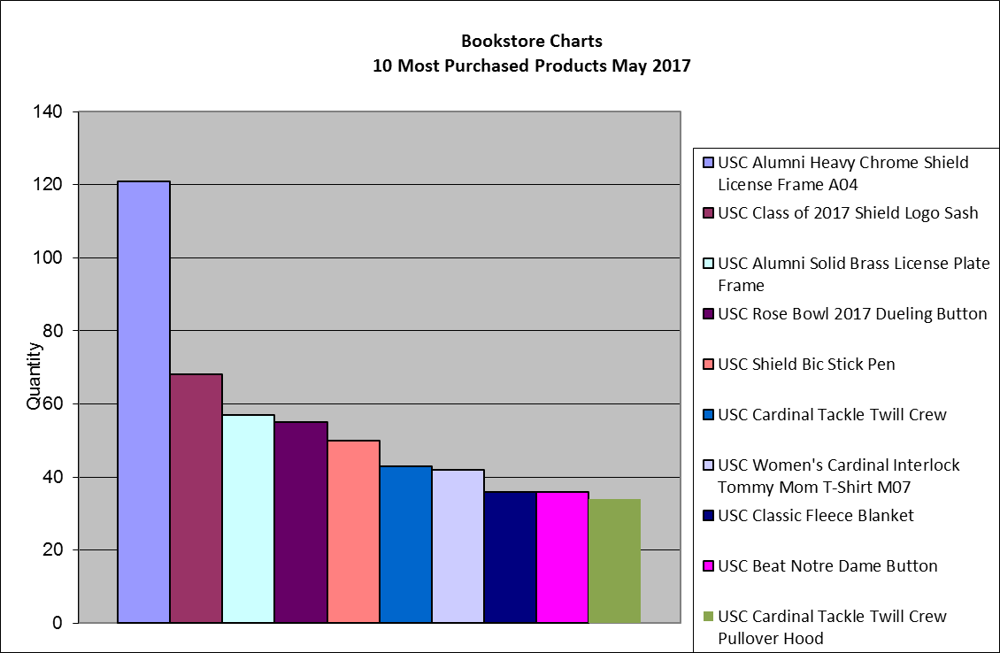 Bookstore Charts
10 Most Purchased Products May 2017
140
120
100
80
60
40
20
0
Quantity
USC Alumni Heavy Chrome Shield
License Frame A04
USC Class of 2017 Shield Logo Sash
USC Alumni Solid Brass License Plate
Frame
USC Rose Bowl 2017 Dueling Button
USC Shield Bic Stick Pen
USC Cardinal Tackle Twill Crew
USC Women's Cardinal Interlock
Tommy Mom T-Shirt M07
USC Classic Fleece Blanket
USC Beat Notre Dame Button
USC Cardinal Tackle Twill Crew
Pullover Hood